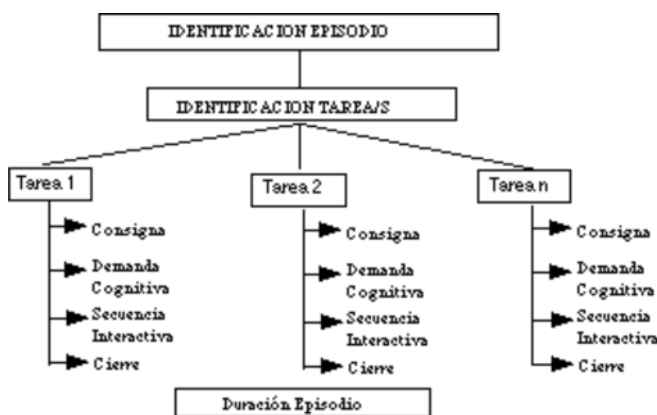 IDENTIFICACION EPISODIO
IDENTIFICACION TAREA/S
Tarea 1
Consigna
Demanda
Cognitiva
Secuencia
Interactiva
Cierre
Tarea 2
Consigna
Demanda
Cognitiva
Secuencia
Interactiva
Cierre
Tarea n
Consigna
Demanda
Cognitiva
Secuencia
Interactiva
Cierre
Duración Episodio